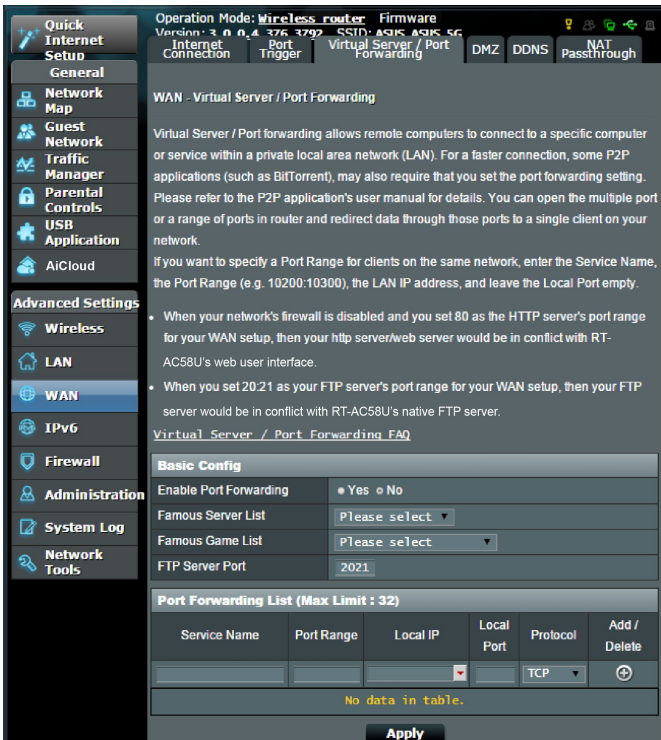 Quick Internet Setup
Operation Mode: Wireless router Firmware
Version: 3.0.0.4.376.3792 SSID: ASUS ASUS_5G
Internet Connection
Port Trigger
Virtual Server / Port Forwarding
DMZ
DDNS
NAT Passthrough
General
Network Map
Guest Network
Traffic Manager
Parental Controls
USB Application
AiCloud
Advanced Settings
Wireless
LAN
WAN
IPv6
Firewall
Administration
System Log
Network Tools
WAN - Virtual Server / Port Forwarding
Virtual Server / Port forwarding allows remote computers to connect to a specific computer
or service within a private local area network (LAN). For a faster connection, some P2P
applications (such as BitTorrent), may also require that you set the port forwarding setting.
Please refer to the P2P application's user manual for details. You can open the multiple port
or a range of ports in router and redirect data through those ports to a single client on your
network.
If you want to specify a Port Range for clients on the same network, enter the Service Name,
the Port Range (e.g. 10200:10300), the LAN IP address, and leave the Local Port empty.
• When your network's firewall is disabled and you set 80 as the HTTP server's port range
for your WAN setup, then your http server/web server would be in conflict with RT-
AC58U's web user interface.
• When you set 20:21 as your FTP server's port range for your WAN setup, then your FTP
server would be in conflict with RT-AC58U's native FTP server.
Virtual Server / Port Forwarding FAQ
Basic Config
Enable Port Forwarding Yes No
Famous Server List Please select
Famous Game List Please select
FTP Server Port 2021
Port Forwarding List (Max Limit : 32)
Service Name Port Range Local IP Local Port Protocol Add / Delete
TCP
No data in table.
Apply